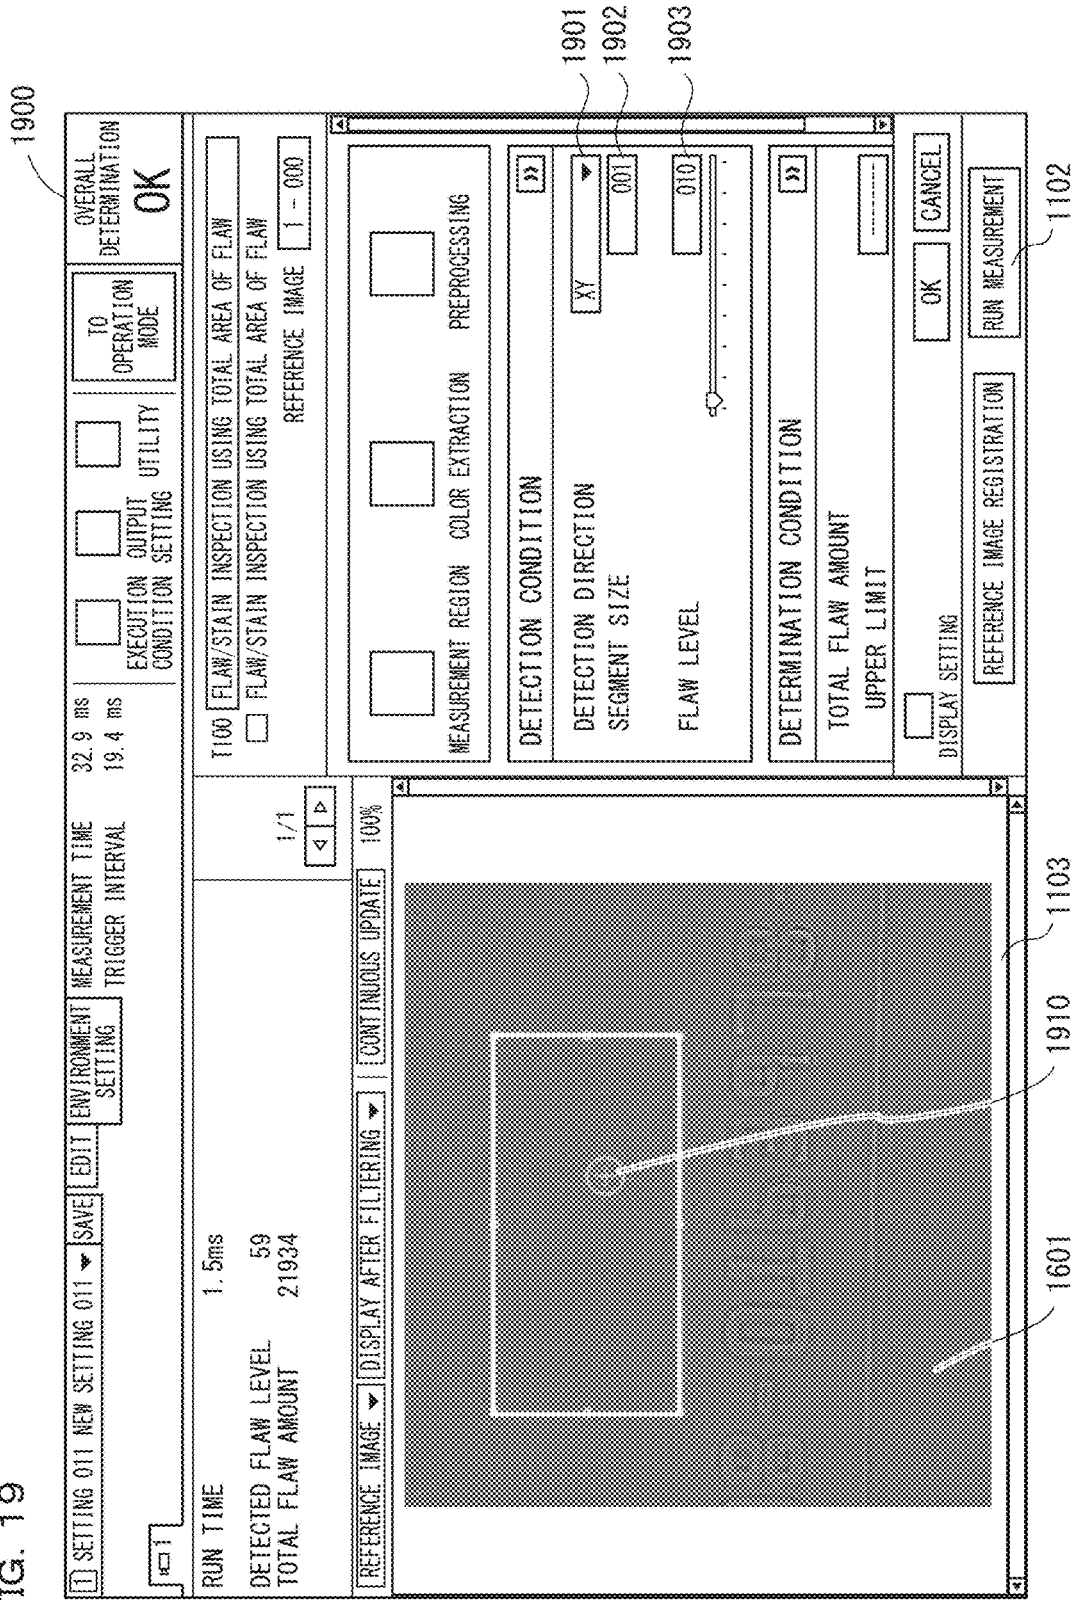 FIG. 19
1900
1 SETTING 011 NEW SETTING 011 ▼ SAVE EDIT ENVIRONMENT SETTING
MEASUREMENT TIME 32.9 ms
TRIGGER INTERVAL 19.4 ms
EXECUTION CONDITION
OUTPUT SETTING
UTILITY
TO OPERATION MODE
OVERALL DETERMINATION
OK
1
RUN TIME 1.5ms
DETECTED FLAW LEVEL 59
TOTAL FLAW AMOUNT 21934
1/1
REFERENCE IMAGE ▼ DISPLAY AFTER FILTERING ▼ CONTINUOUS UPDATE 100%
T100 FLAW/STAIN INSPECTION USING TOTAL AREA OF FLAW
FLAW/STAIN INSPECTION USING TOTAL AREA OF FLAW
REFERENCE IMAGE 1 - 000
MEASUREMENT REGION COLOR EXTRACTION PREPROCESSING
DETECTION CONDITION
DETECTION DIRECTION XY ▼
SEGMENT SIZE 001
FLAW LEVEL 010
DETERMINATION CONDITION
TOTAL FLAW AMOUNT
UPPER LIMIT
DISPLAY SETTING
OK CANCEL
REFERENCE IMAGE REGISTRATION RUN MEASUREMENT
1901
1902
1903
1601
1910
1103
1102